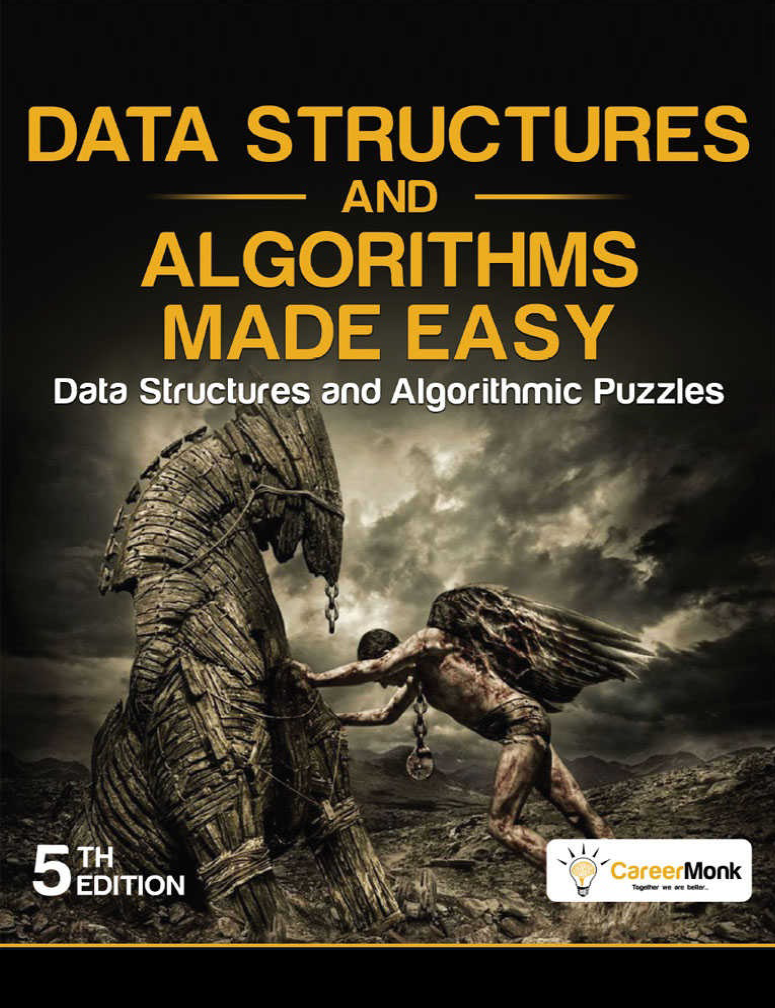 DATA STRUCTURES
AND
ALGORITHMS
MADE EASY
Data Structures and Algorithmic Puzzles
5TH
EDITION
CareerMonk
Together we are better..